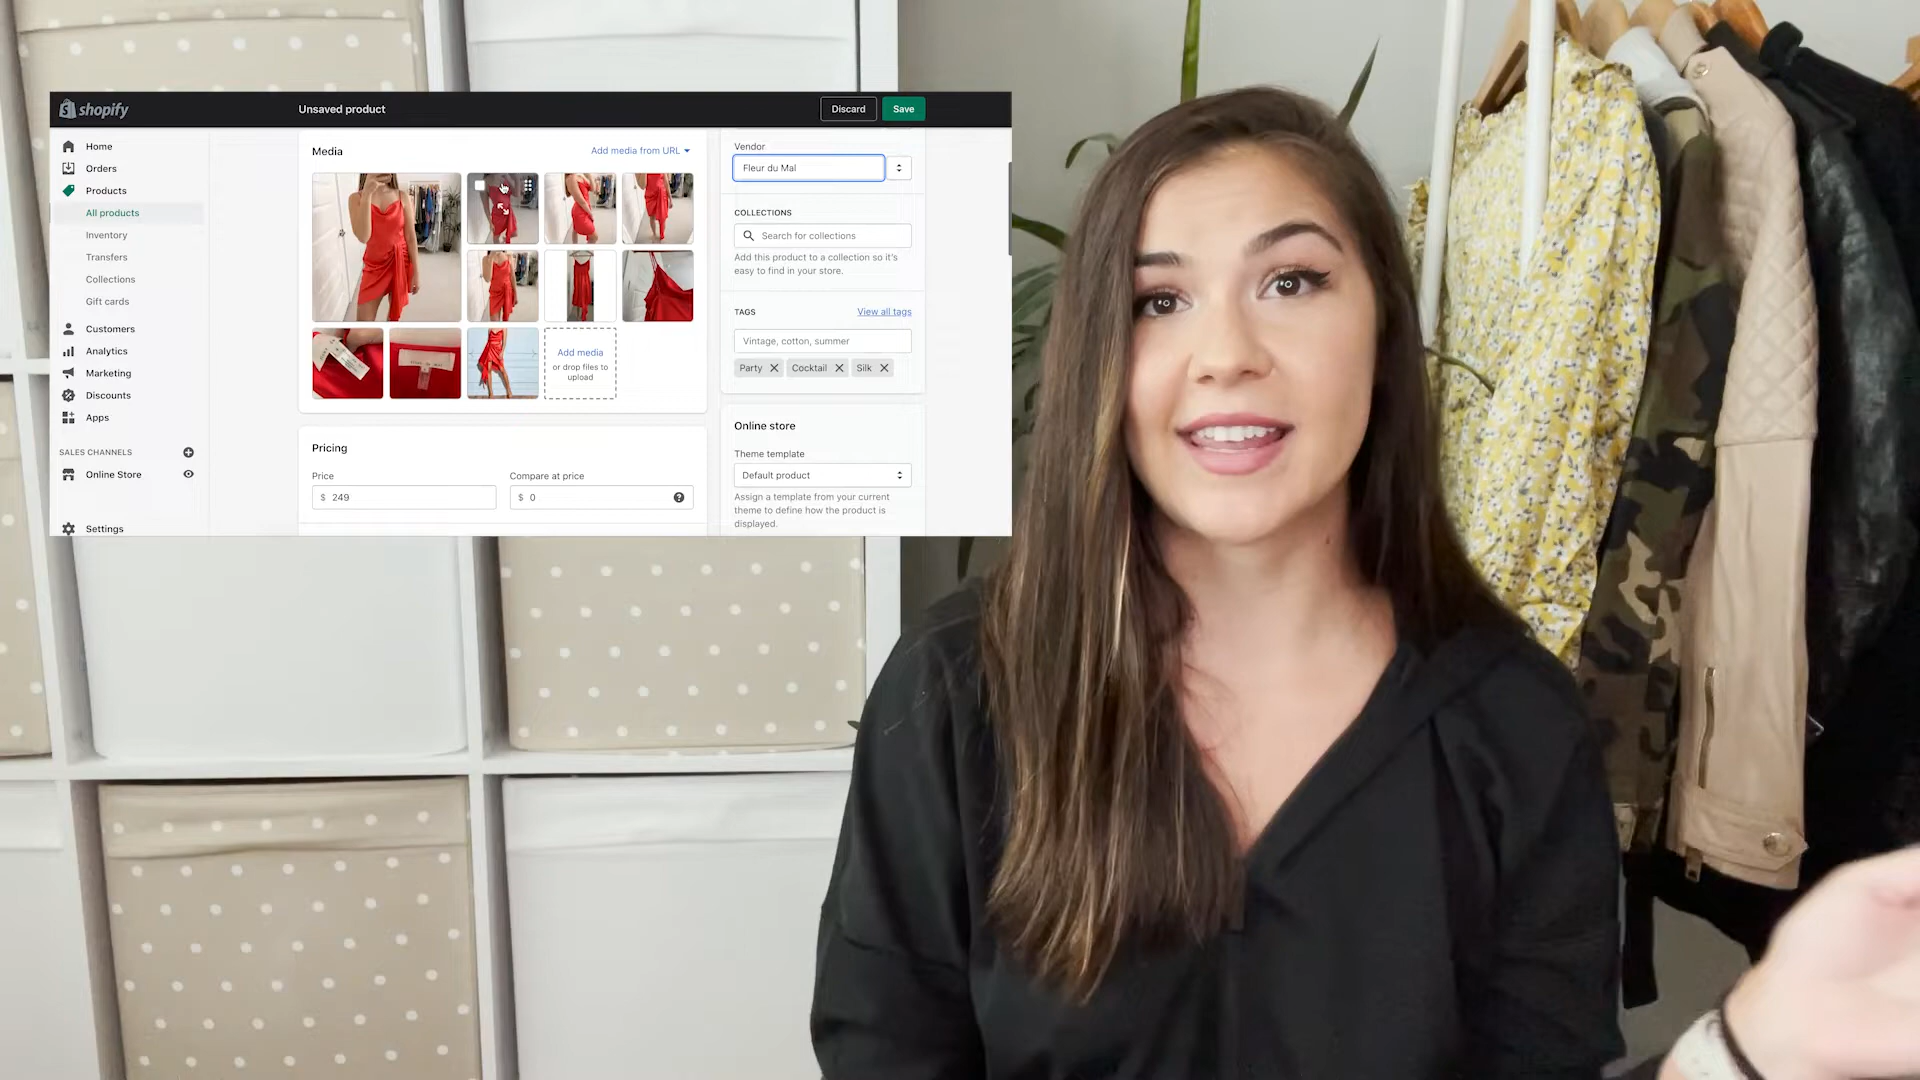 shopify
Unsaved product
Discard
Save
Home
Orders
Products
All products
Inventory
Transfers
Collections
Gift cards
Customers
Analytics
Marketing
Discounts
Apps
SALES CHANNELS
Online Store
Settings
Media
Add media from URL
Add media
or drop files to
upload
Pricing
Price
$ 249
Compare at price
$ 0
Vendor
Fleur du Mal
COLLECTIONS
Search for collections
Add this product to a collection so it's
easy to find in your store.
TAGS
View all tags
Vintage, cotton, summer
Party
Cocktail
Silk
Online store
Theme template
Default product
Assign a template from your current
theme to define how the product is
displayed.